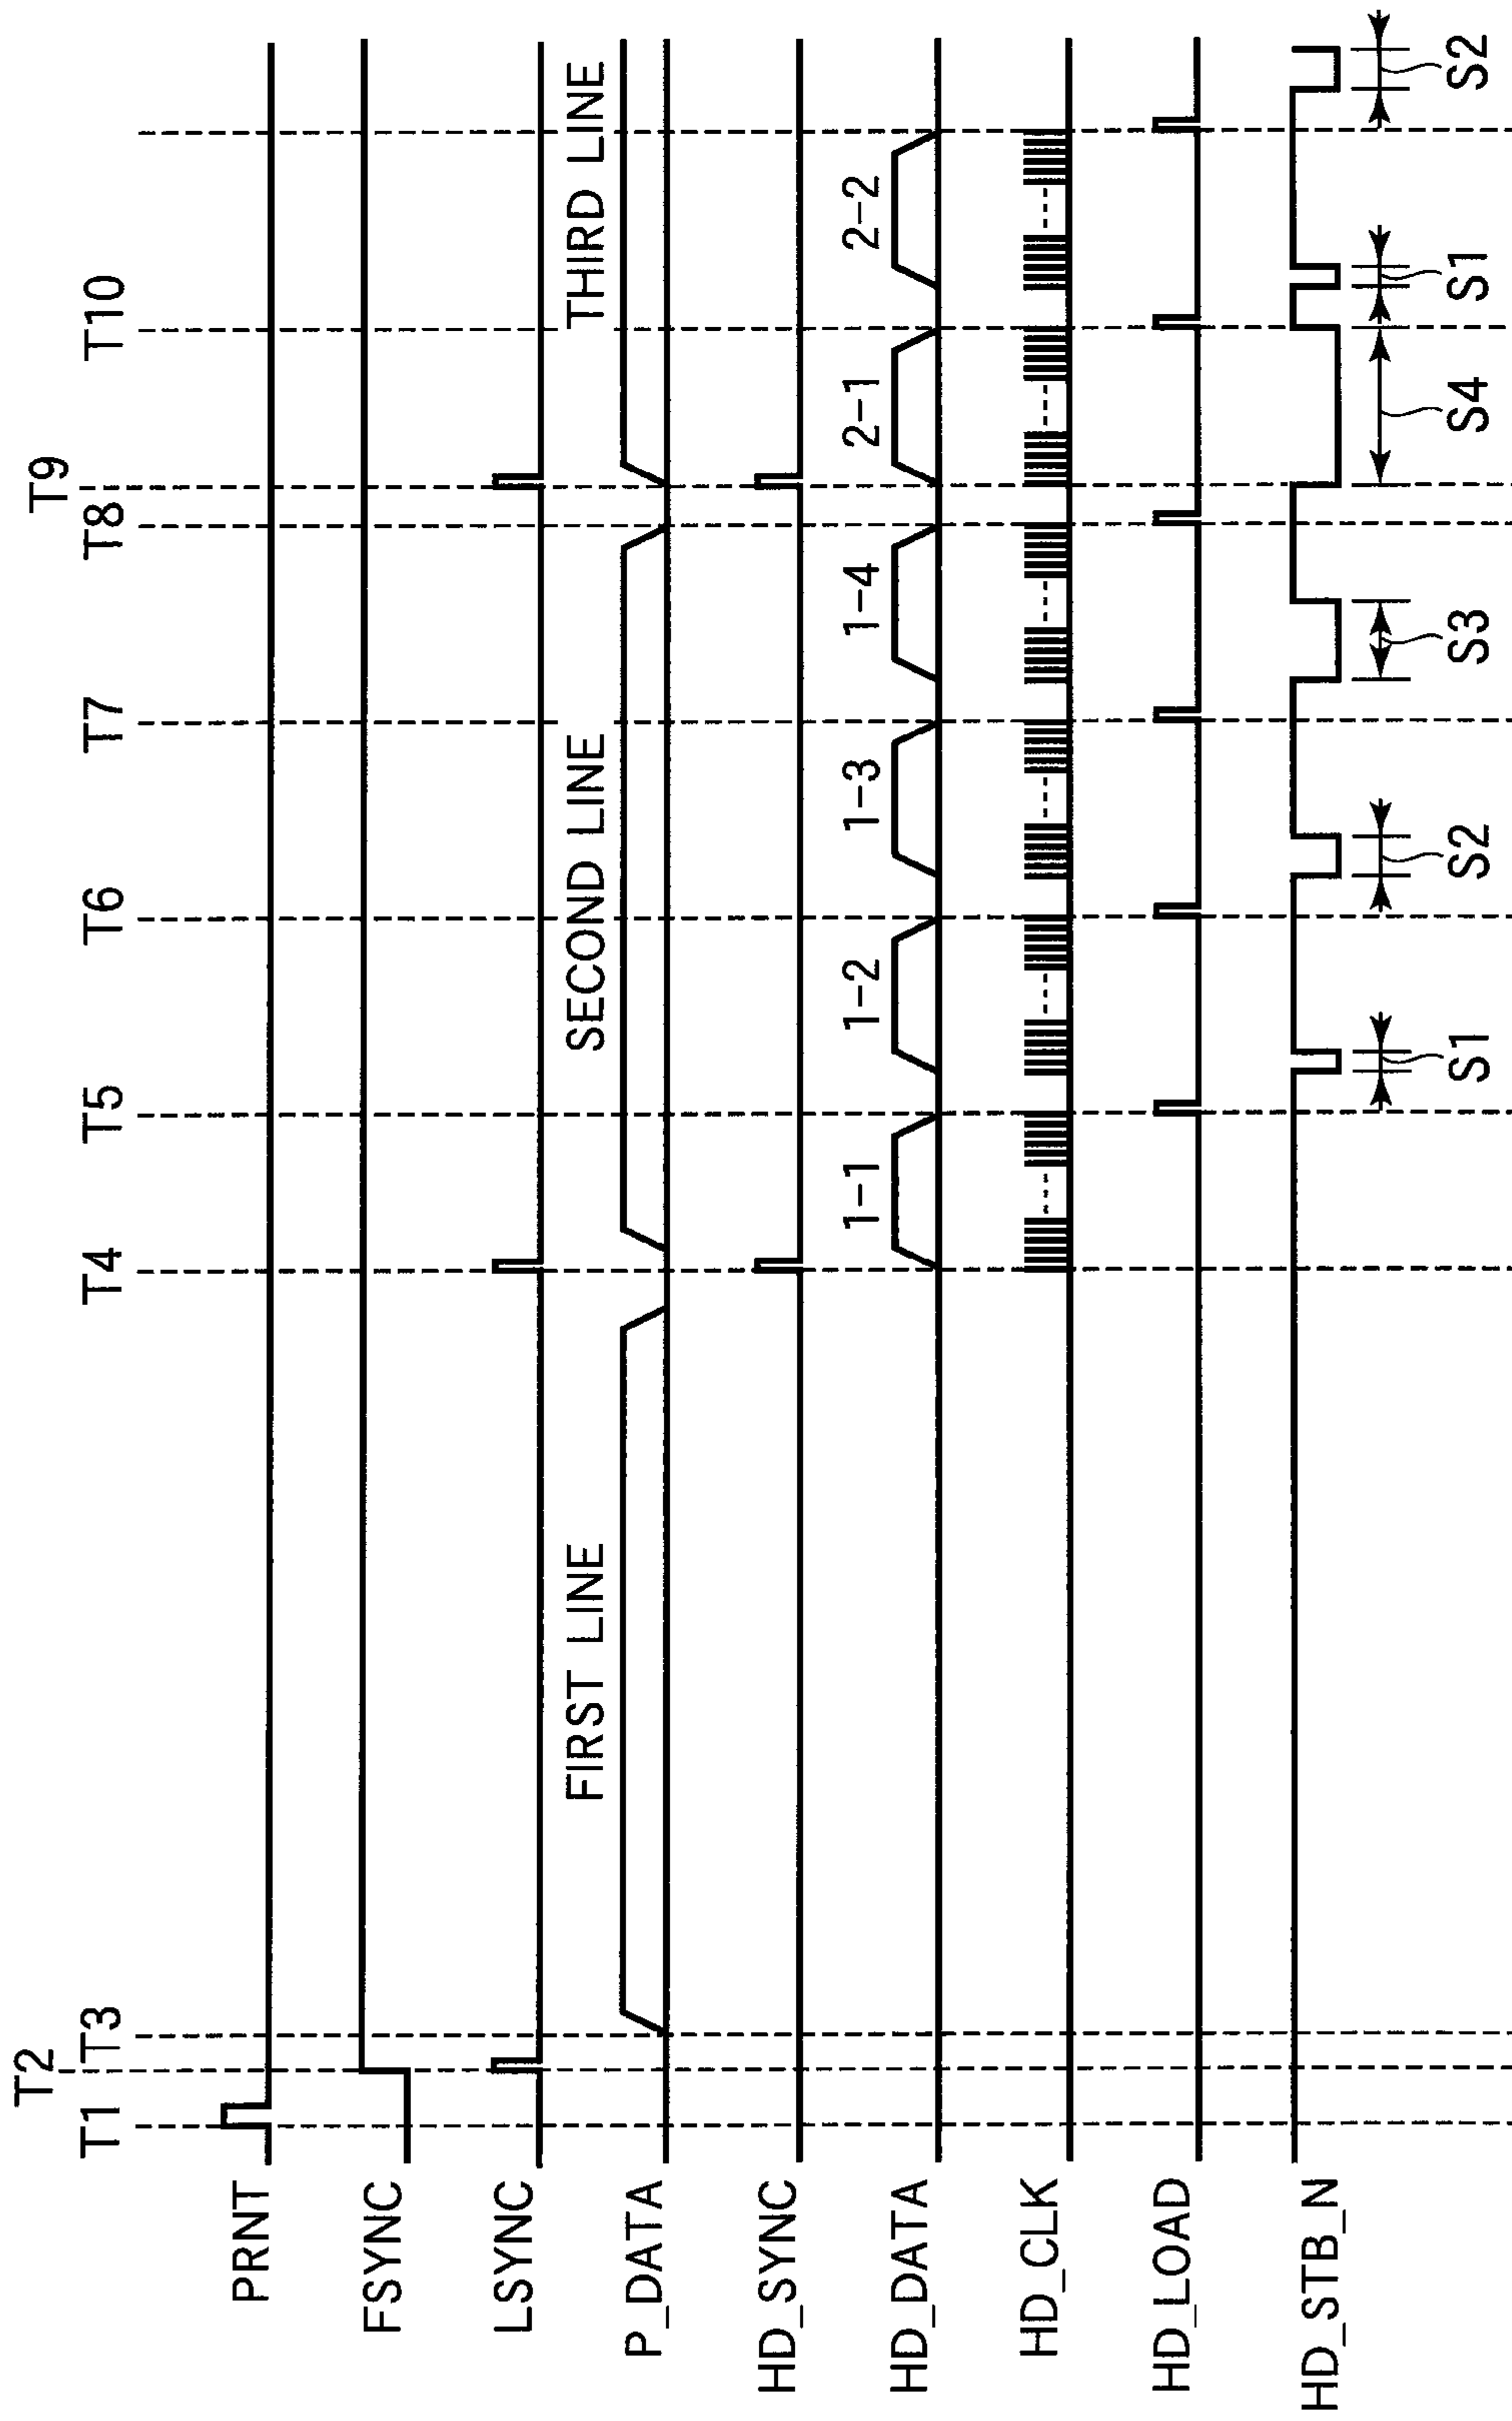 T1 T2 T3 T4 T5 T6 T7 T8 T9 T10
PRNT
FSYNC
LSYNC
FIRST LINE SECOND LINE THIRD LINE
P_DATA
HD_SYNC
1-1 1-2 1-3 1-4 2-1 2-2
HD_DATA
HD_CLK
HD_LOAD
HD_STB_N
S1 S2 S3 S4 S1 S2